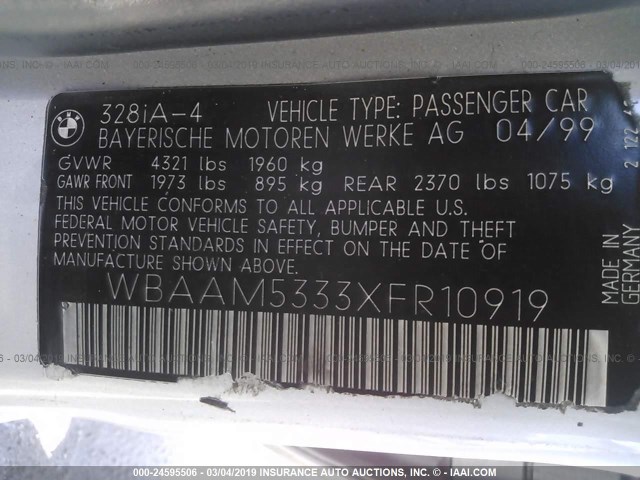 BMW
328iA-4 VEHICLE TYPE: PASSENGER CAR
BAYERISCHE MOTOREN WERKE AG 04/99
GVWR 4321 lbs 1960 kg
GAWR FRONT 1973 lbs 895 kg REAR 2370 lbs 1075 kg
THIS VEHICLE CONFORMS TO ALL APPLICABLE U.S.
FEDERAL MOTOR VEHICLE SAFETY, BUMPER AND THEFT
PREVENTION STANDARDS IN EFFECT ON THE DATE OF
MANUFACTURE SHOWN ABOVE.
WBAAM5333XFR10919
MADE IN
GERMANY
2 122
000-24595506 - 03/04/2019 INSURANCE AUTO AUCTIONS, INC. - © IAAI.COM